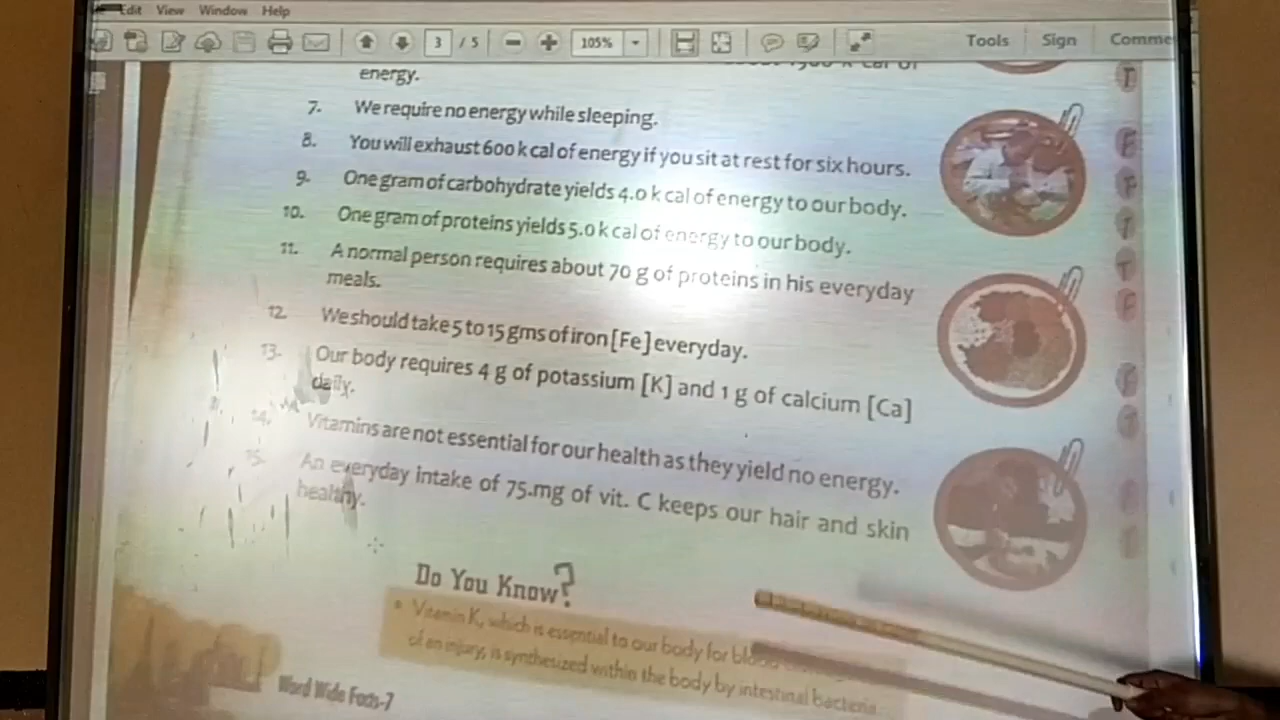 Edit View Window Help
3 / 5 105% Tools Sign Comme
energy.
7. We require no energy while sleeping.
8. You will exhaust 600 k cal of energy if you sit at rest for six hours.
9. One gram of carbohydrate yields 4.0 k cal of energy to our body.
10. One gram of proteins yields 5.0 k cal of energy to our body.
11. A normal person requires about 70 g of proteins in his everyday
meals.
12. We should take 5 to 15 gms of iron [Fe] everyday.
13. Our body requires 4 g of potassium [K] and 1 g of calcium [Ca]
daily.
14. Vitamins are not essential for our health as they yield no energy.
15. An everyday intake of 75.mg of vit. C keeps our hair and skin
healthy.
Do You Know?
Vitamin K, which is essential to our body for blood
of an injury, is synthesized within the body by intestinal bacteria
Word Wide Facts-7